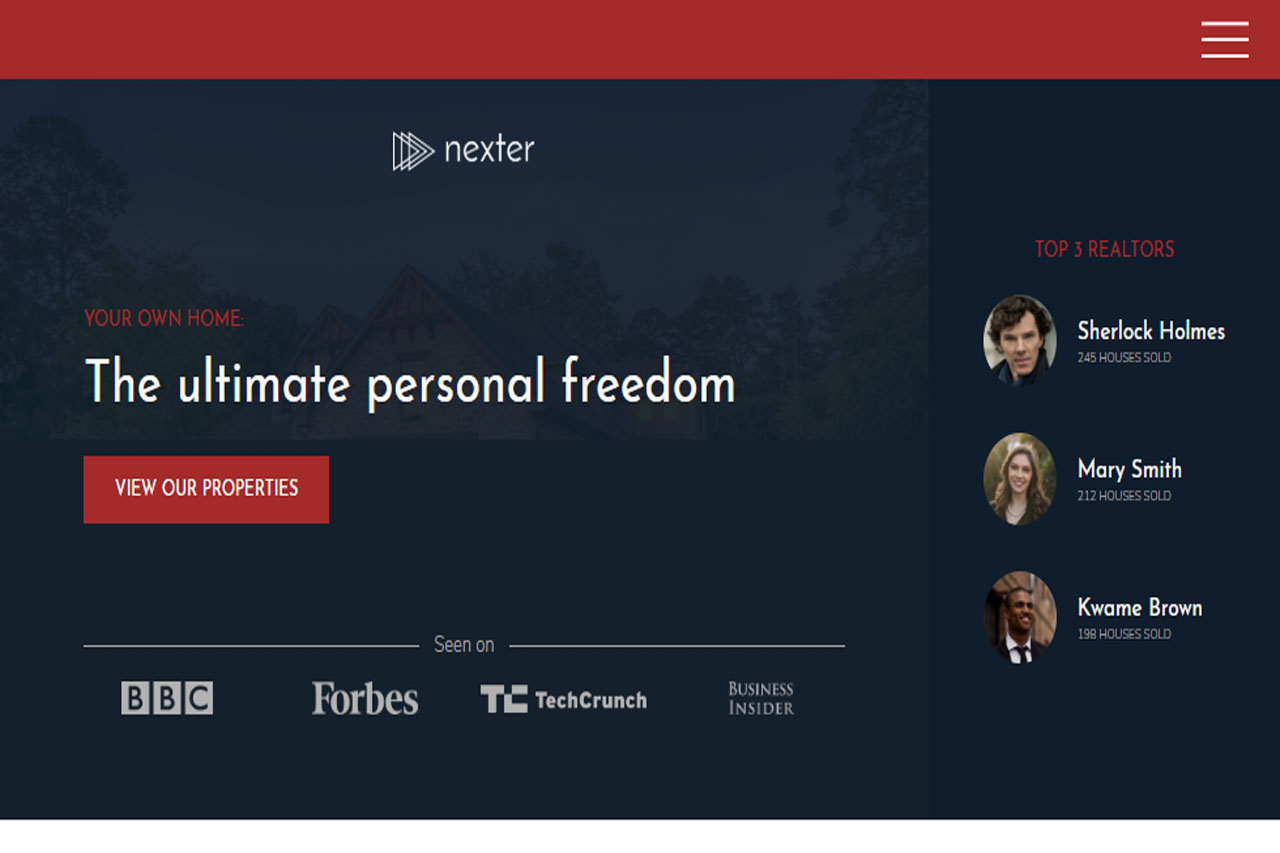 nexter
YOUR OWN HOME:
The ultimate personal freedom
VIEW OUR PROPERTIES
Seen on
BBC
Forbes
TC TechCrunch
BUSINESS
INSIDER
TOP 3 REALTORS
Sherlock Holmes
245 HOUSES SOLD
Mary Smith
212 HOUSES SOLD
Kwame Brown
198 HOUSES SOLD